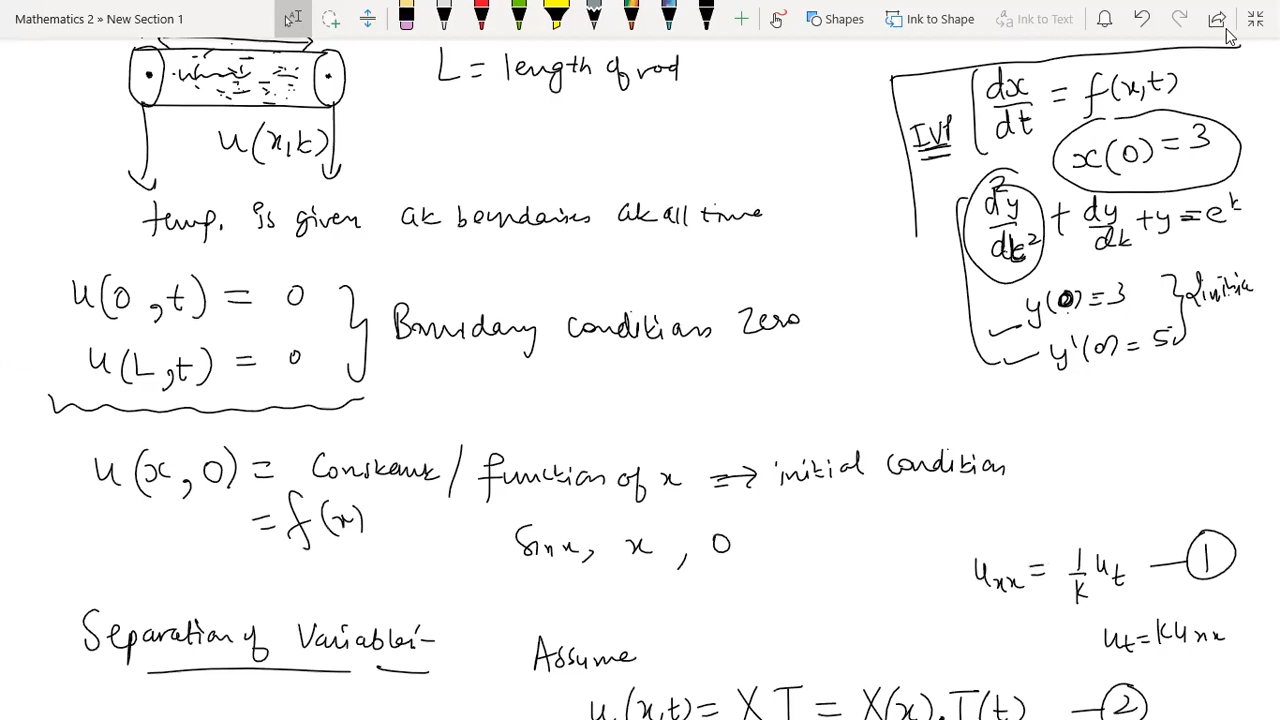 Mathematics 2 » New Section 1
Shapes
Ink to Shape
Ink to Text
L = length of rod
u(x,t)
temp. is given at boundaries at all time
u(0,t) = 0
u(L,t) = 0
Boundary conditions zero
IVP
dx/dt = f(x,t)
x(0) = 3
d²y/dt² + dy/dt + y = e^t
y(0) = 3
y'(0) = 5
u(x,0) = Constant / function of x ⇒ initial condition
= f(x)
Sinx, x, 0
u_xx = 1/k u_t — 1
u_t = k u_xx
Separation of Variables:-
Assume
u(x,t) = X T = X(x).T(t) — 2